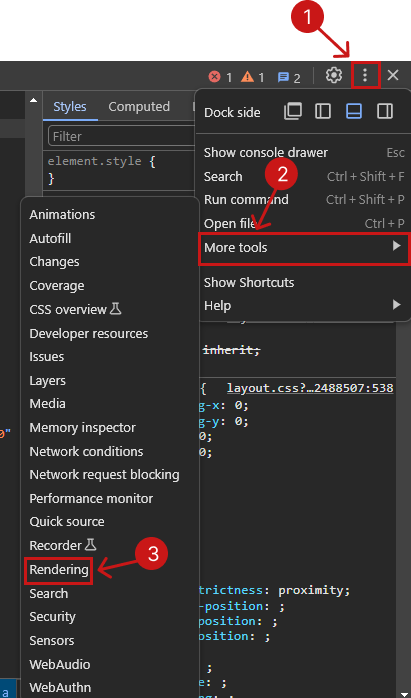 1
1 1 2
Styles Computed
Filter
element.style {
}
Dock side
Show console drawer Esc
Search Ctrl + Shift + F
Run command Ctrl + Shift + P
Open file Ctrl + P
2
More tools
Show Shortcuts
Help
Animations
Autofill
Changes
Coverage
CSS overview
Developer resources
Issues
Layers
Media
Memory inspector
Network conditions
Network request blocking
Performance monitor
Quick source
Recorder
3
Rendering
Search
Security
Sensors
WebAudio
WebAuthn
inherit;
{ layout.css?…2488507:538
g-x: 0;
g-y: 0;
0;
0;
0"
trictness: proximity;
-position: ;
position: ;
osition: ;
;
e: ;
a